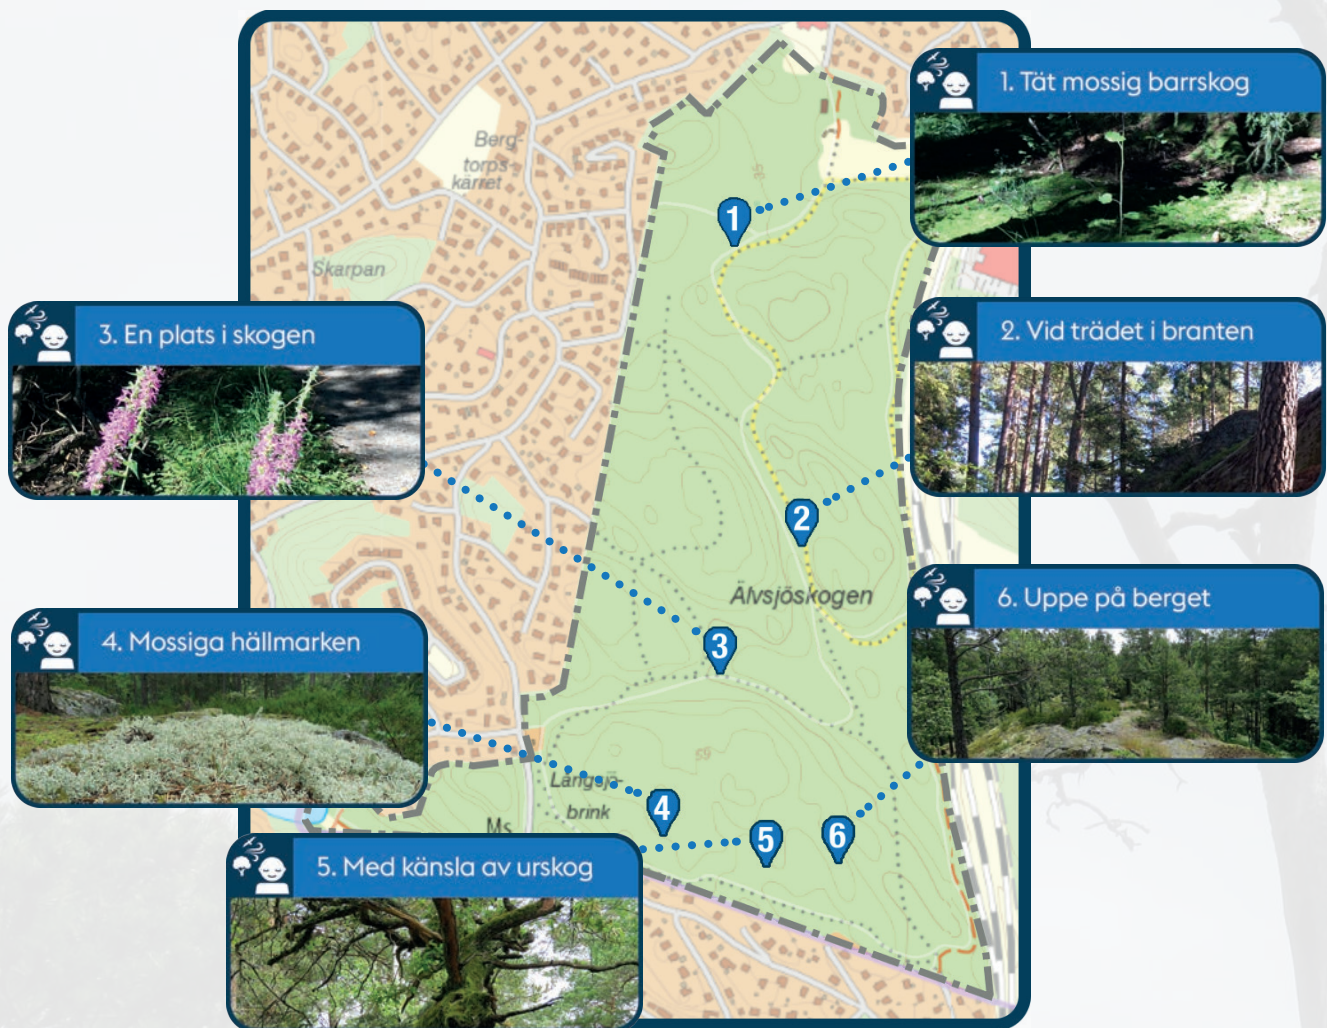 1. Tät mossig barrskog
Berg-
torps-
kärret
1
Skarpan
3. En plats i skogen
2. Vid trädet i branten
2
Älvsjöskogen
6. Uppe på berget
3
4. Mossiga hällmarken
59
Långsjö-
brink
4
Ms
5
6
5. Med känsla av urskog